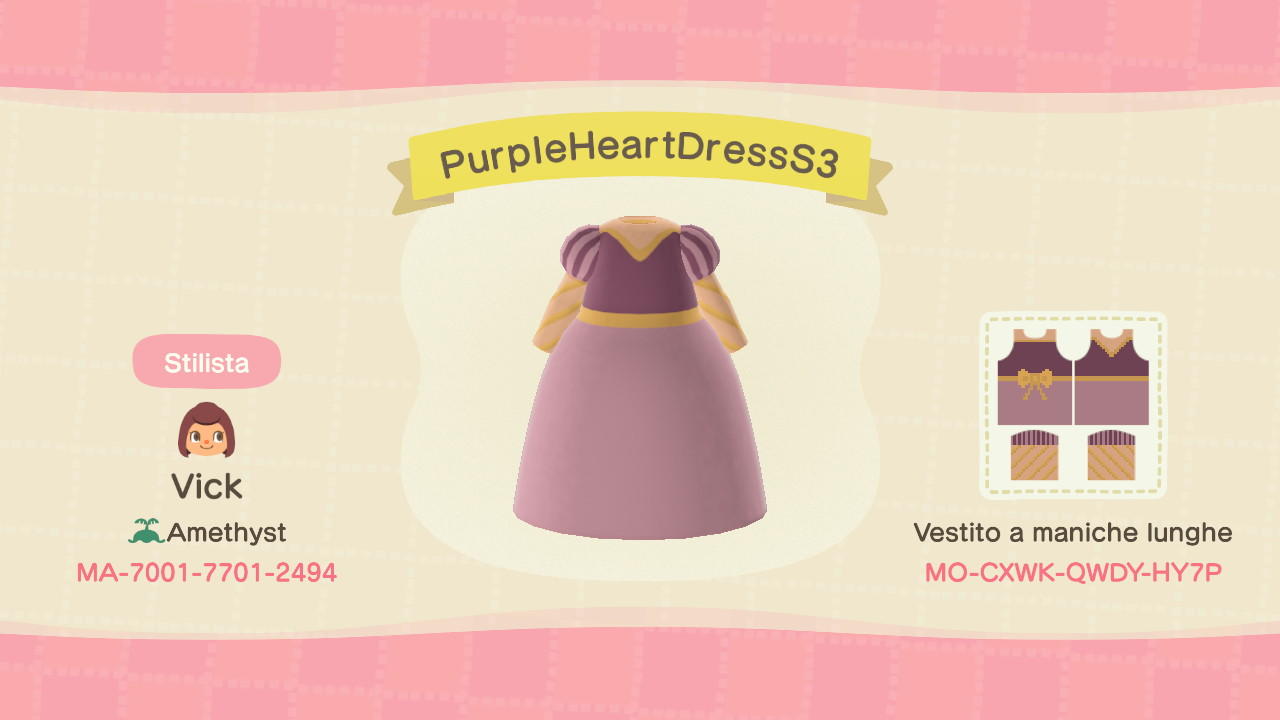 PurpleHeartDressS3
Stilista
Vick
Amethyst
MA-7001-7701-2494
Vestito a maniche lunghe
MO-CXWK-QWDY-HY7P